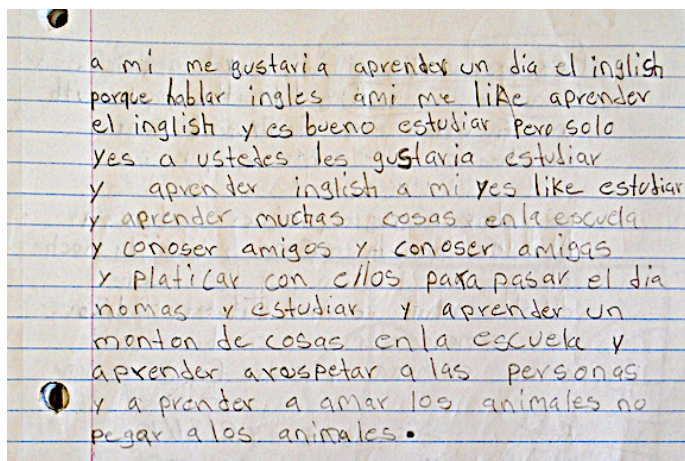 a mi me gustaria aprender un dia el inglish
porque hablar ingles ami me like aprender
el inglish y es bueno estudiar pero solo
yes a ustedes les gustaria estudiar
y aprender inglish a mi yes like estudiar
y aprender muchas cosas en la escuela
y conoser amigos y conoser amigas
y platicar con ellos para pasar el dia
nomas y estudiar y aprender un
monton de cosas en la escuela y
aprender arespetar a las personas
y a prender a amar los animales no
pegar a los animales.